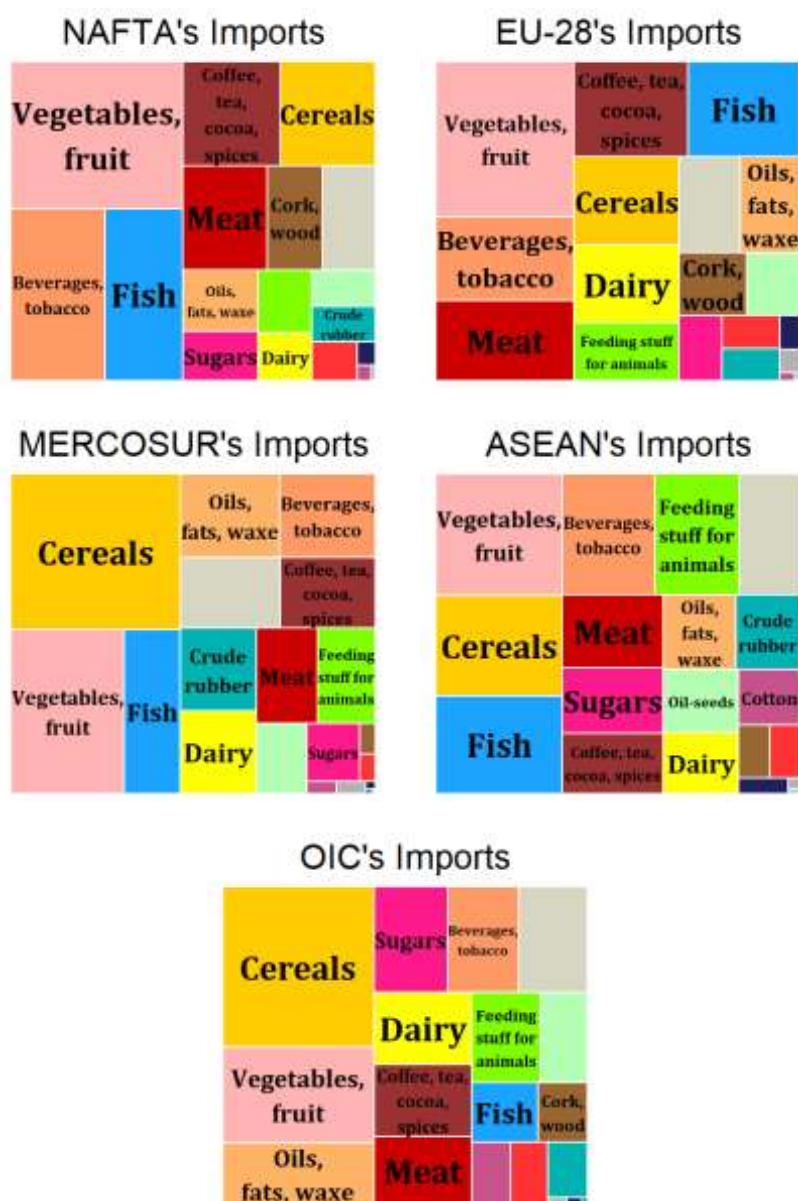 NAFTA's Imports
Vegetables,
fruit
Coffee,
tea,
cocoa,
spices
Cereals
Meat
Cork,
wood
Beverages,
tobacco
Fish
Oils,
fats, waxe
Crude
rubber
Sugars
Dairy
EU-28's Imports
Vegetables,
fruit
Coffee, tea,
cocoa,
spices
Fish
Cereals
Oils,
fats,
waxe
Beverages,
tobacco
Dairy
Cork,
wood
Meat
Feeding stuff
for animals
MERCOSUR's Imports
Cereals
Oils,
fats, waxe
Beverages,
tobacco
Coffee, tea,
cocoa,
spices
Vegetables,
fruit
Fish
Crude
rubber
Meat
Feeding
stuff for
animals
Dairy
Sugars
ASEAN's Imports
Vegetables,
fruit
Beverages,
tobacco
Feeding
stuff for
animals
Cereals
Meat
Oils,
fats,
waxe
Crude
rubber
Fish
Sugars
Oil-seeds
Cotton
Coffee, tea,
cocoa, spices
Dairy
OIC's Imports
Cereals
Sugars
Beverages,
tobacco
Dairy
Feeding
stuff for
animals
Vegetables,
fruit
Coffee, tea,
cocoa,
spices
Fish
Cork,
wood
Oils,
fats, waxe
Meat